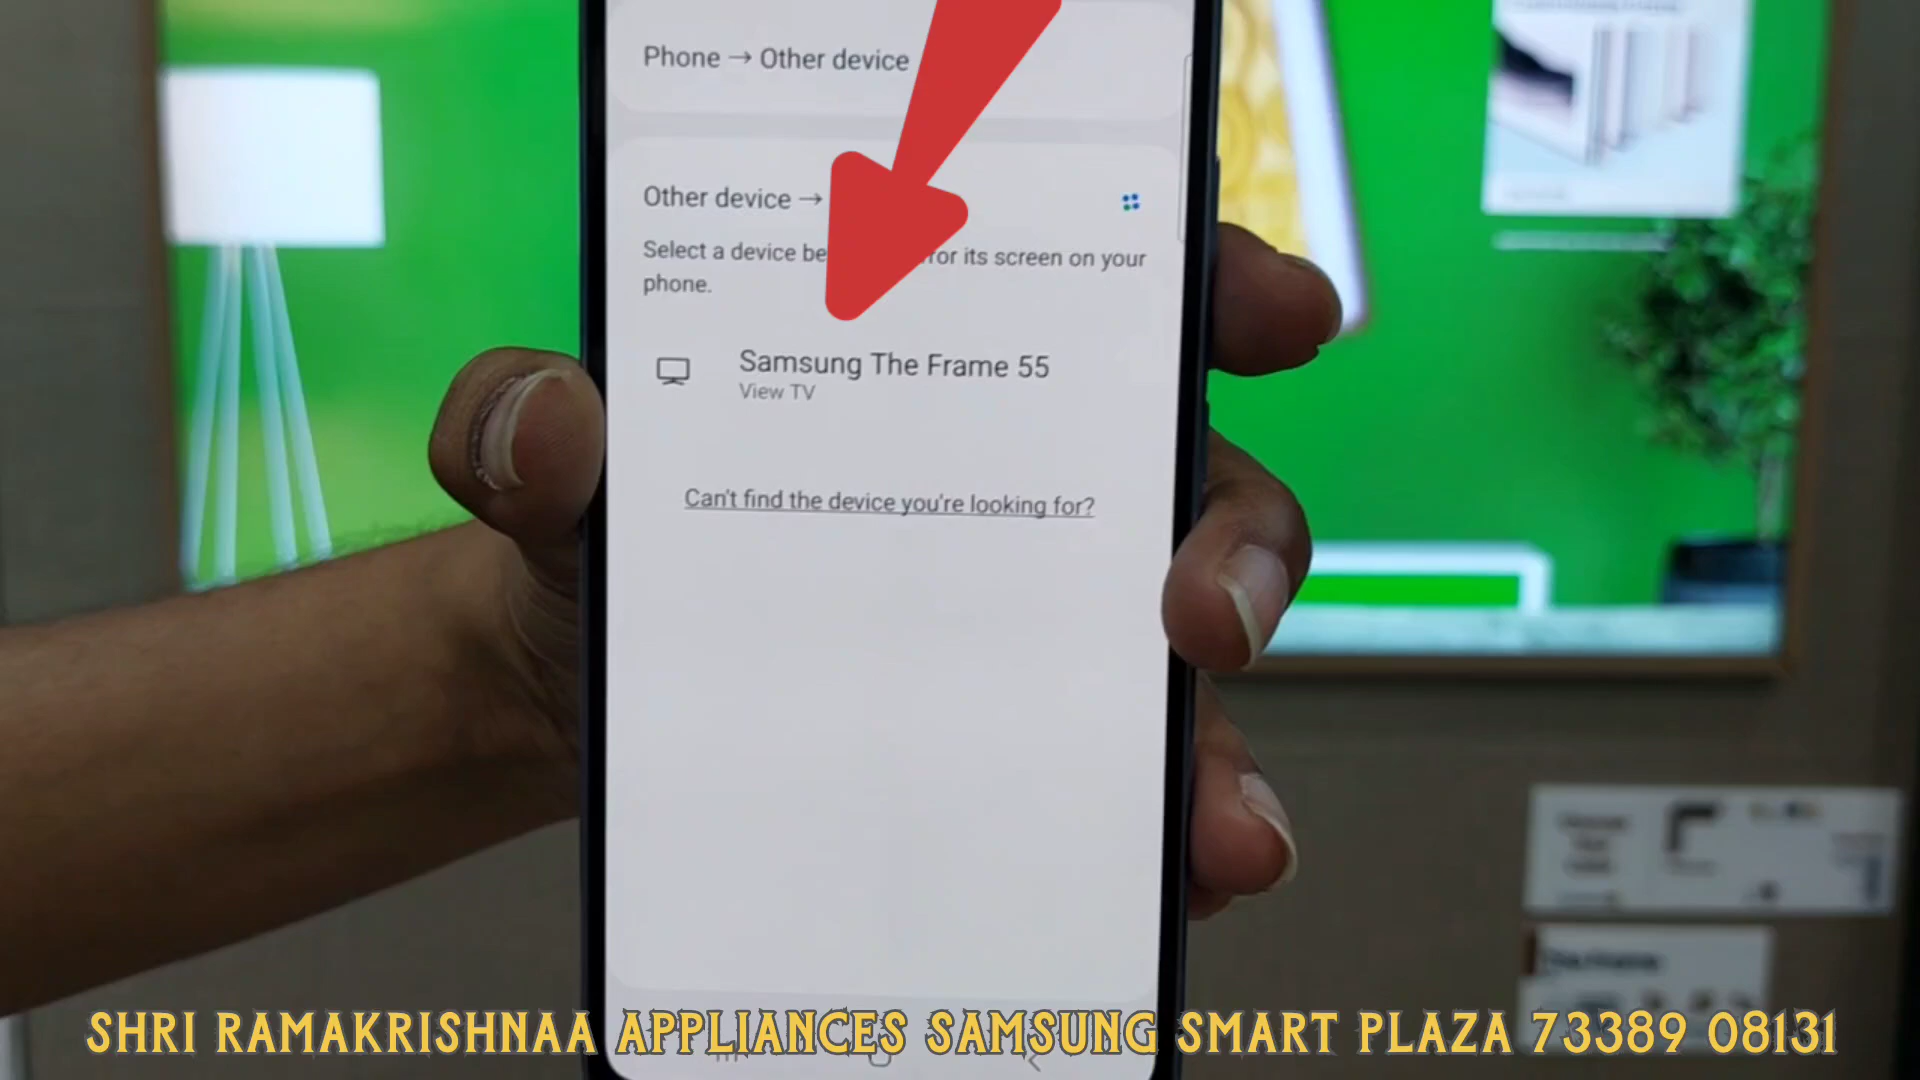 Phone → Other device
Other device →
Select a device be for its screen on your
phone.
Samsung The Frame 55
View TV
Can't find the device you're looking for?
SHRI RAMAKRISHNAA APPLIANCES SAMSUNG SMART PLAZA 73389 08131